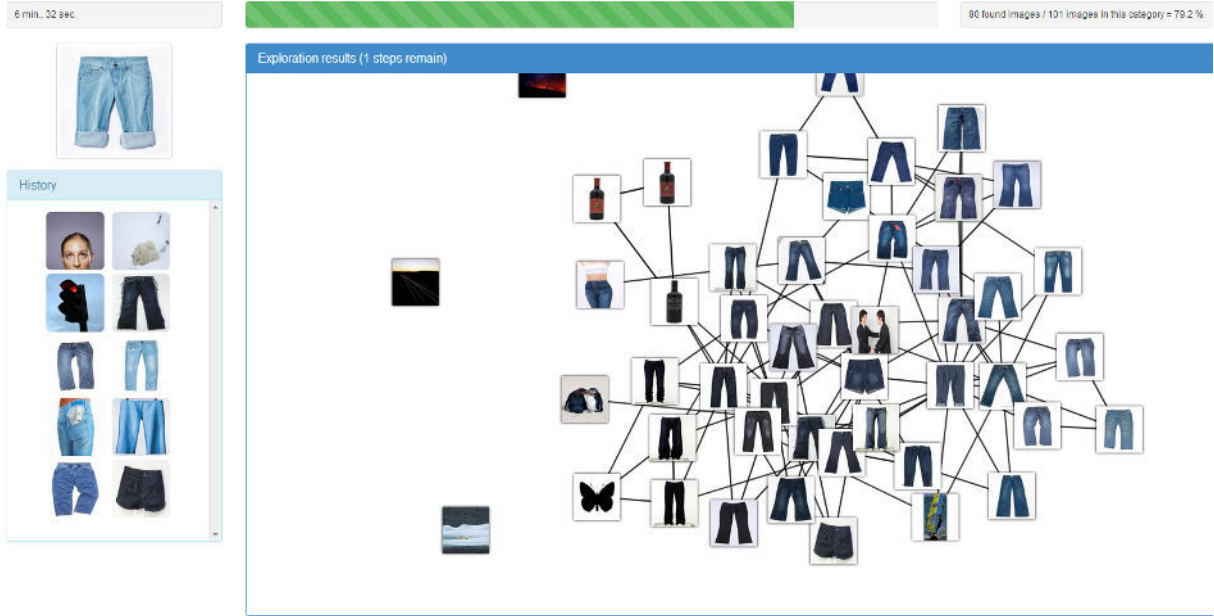 6 min., 32 sec.
80 found images / 101 images in this category = 79.2 %
Exploration results (1 steps remain)
History